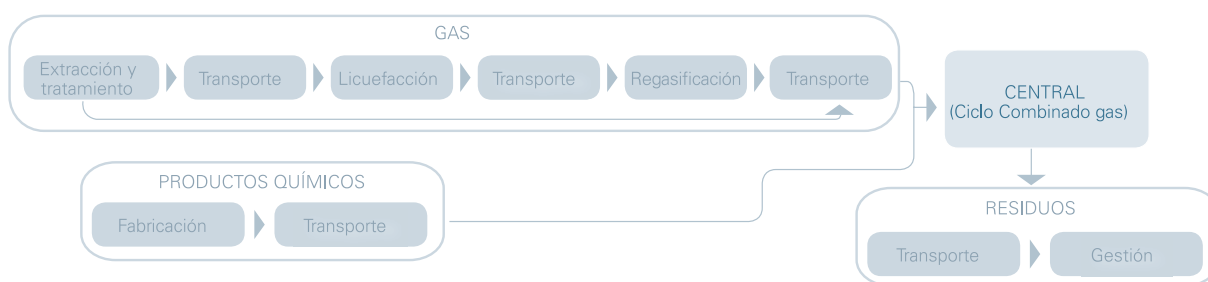 GAS
Extracción y
tratamiento
Transporte
Licuefacción
Transporte
Regasificación
Transporte
CENTRAL
(Ciclo Combinado gas)
PRODUCTOS QUÍMICOS
Fabricación
Transporte
RESIDUOS
Transporte
Gestión